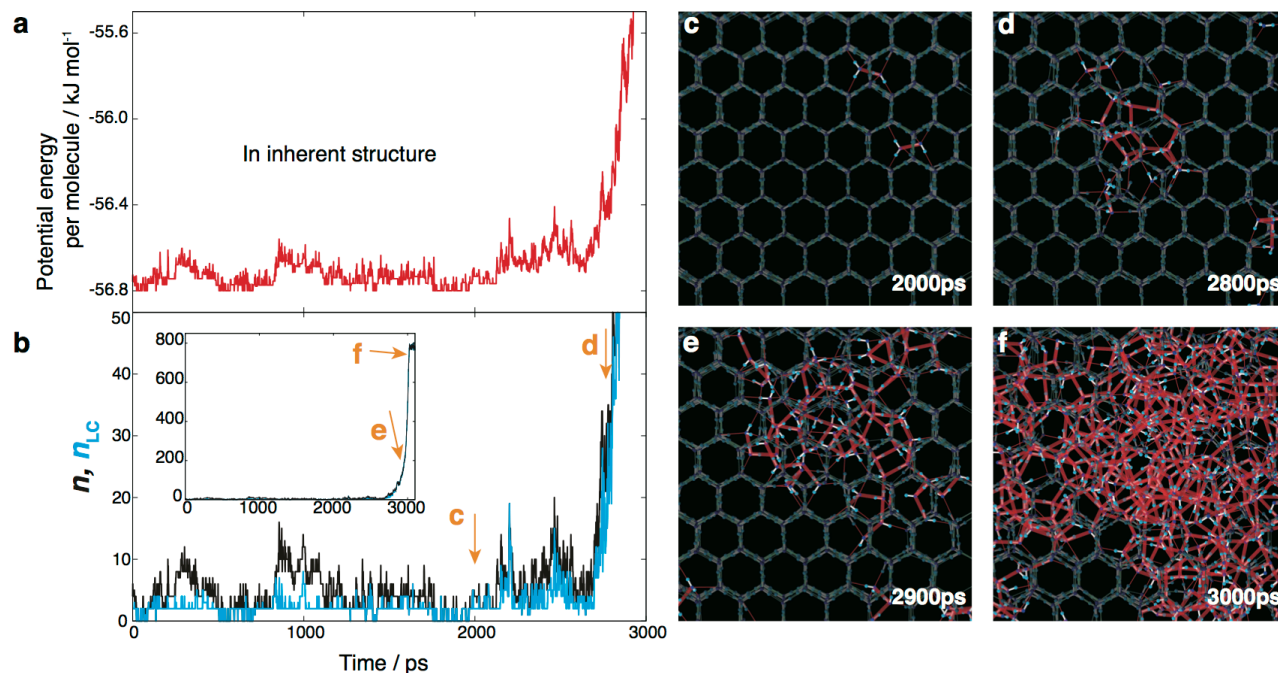 a
-55.6
-56.0
-56.4
-56.8
Potential energy
per molecule / kJ mol-1
In inherent structure
b
50
40
30
20
10
0
n, nLC
800
600
400
200
0
0 1000 2000 3000
f
e
d
c
0 1000 2000 3000
Time / ps
c
2000ps
d
2800ps
e
2900ps
f
3000ps